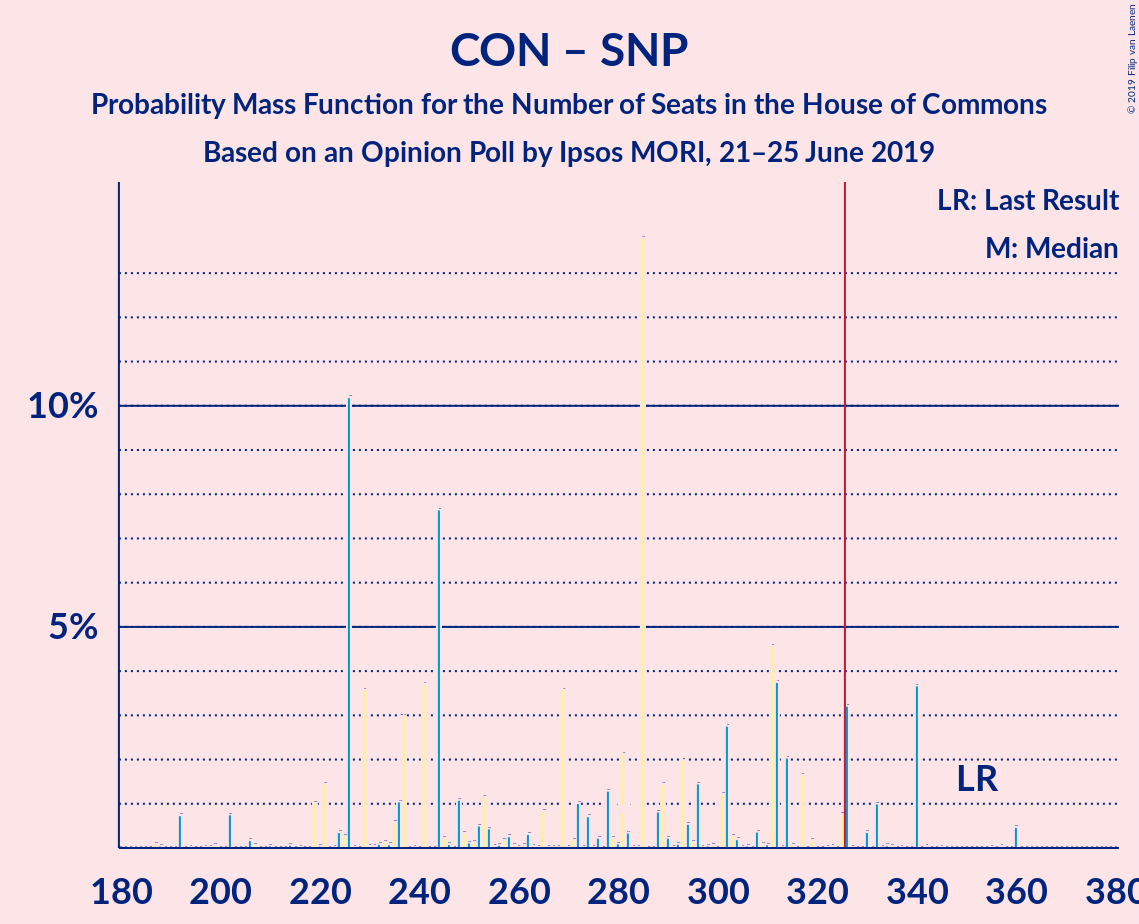 CON – SNP
Probability Mass Function for the Number of Seats in the House of Commons
Based on an Opinion Poll by Ipsos MORI, 21–25 June 2019
© 2019 Filip van Laenen
LR: Last Result
M: Median
10%
5%
LR
180 200 220 240 260 280 300 320 340 360 380